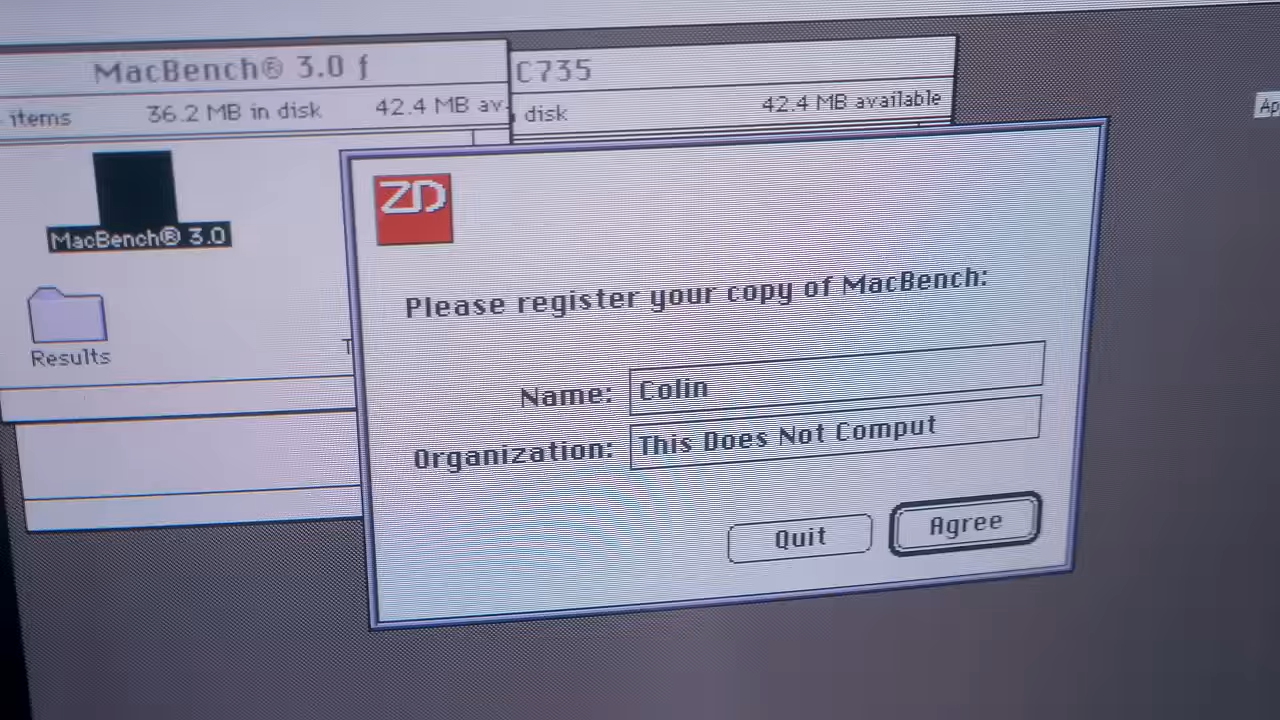 MacBench® 3.0 ƒ
C735
items 36.2 MB in disk 42.4 MB av
disk 42.4 MB available
ZD
MacBench® 3.0
Please register your copy of MacBench:
Results
Name: Colin
Organization: This Does Not Comput
Quit Agree
Ap